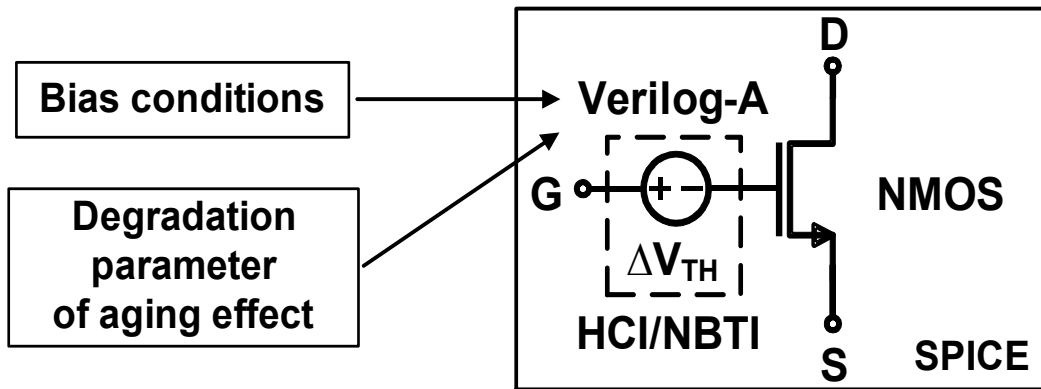 Bias conditions
Degradation
parameter
of aging effect
D
Verilog-A
G
+ −
NMOS
ΔVTH
HCI/NBTI
S
SPICE